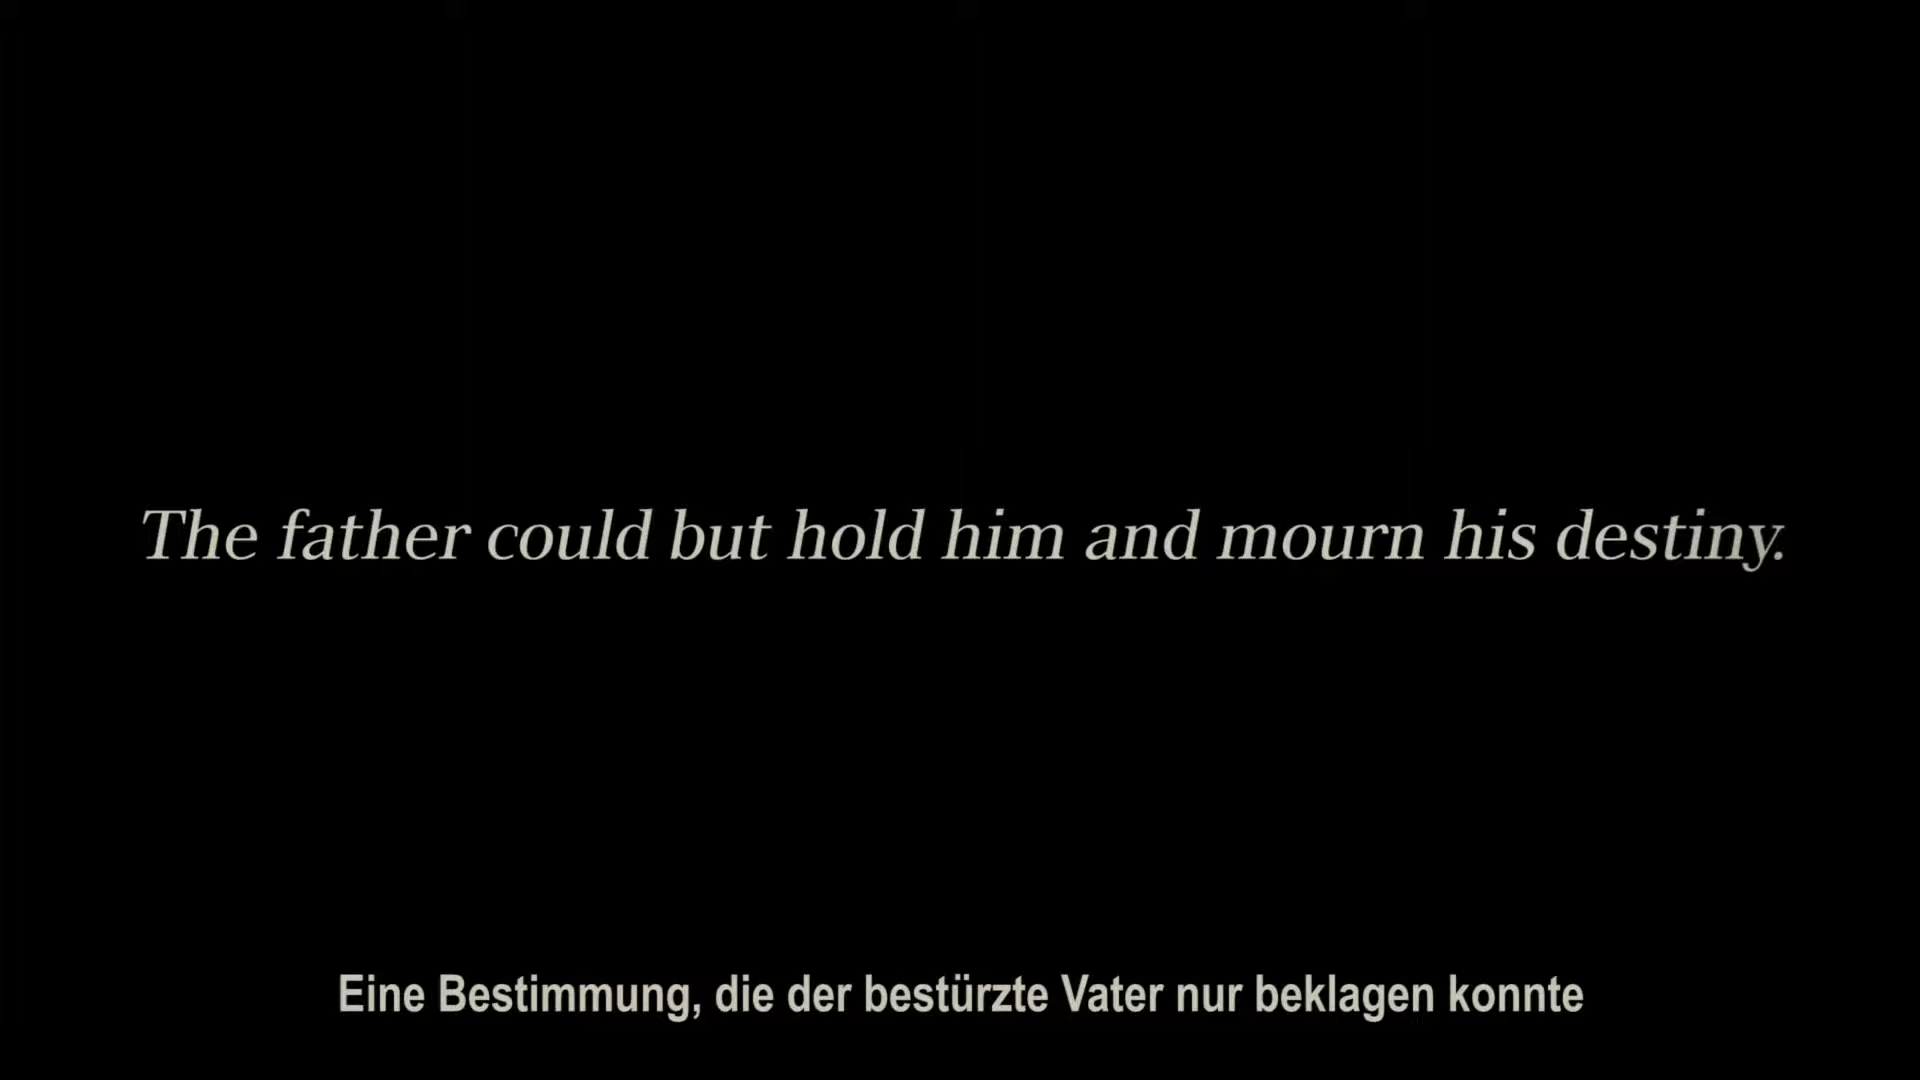 The father could but hold him and mourn his destiny.
Eine Bestimmung, die der bestürzte Vater nur beklagen konnte